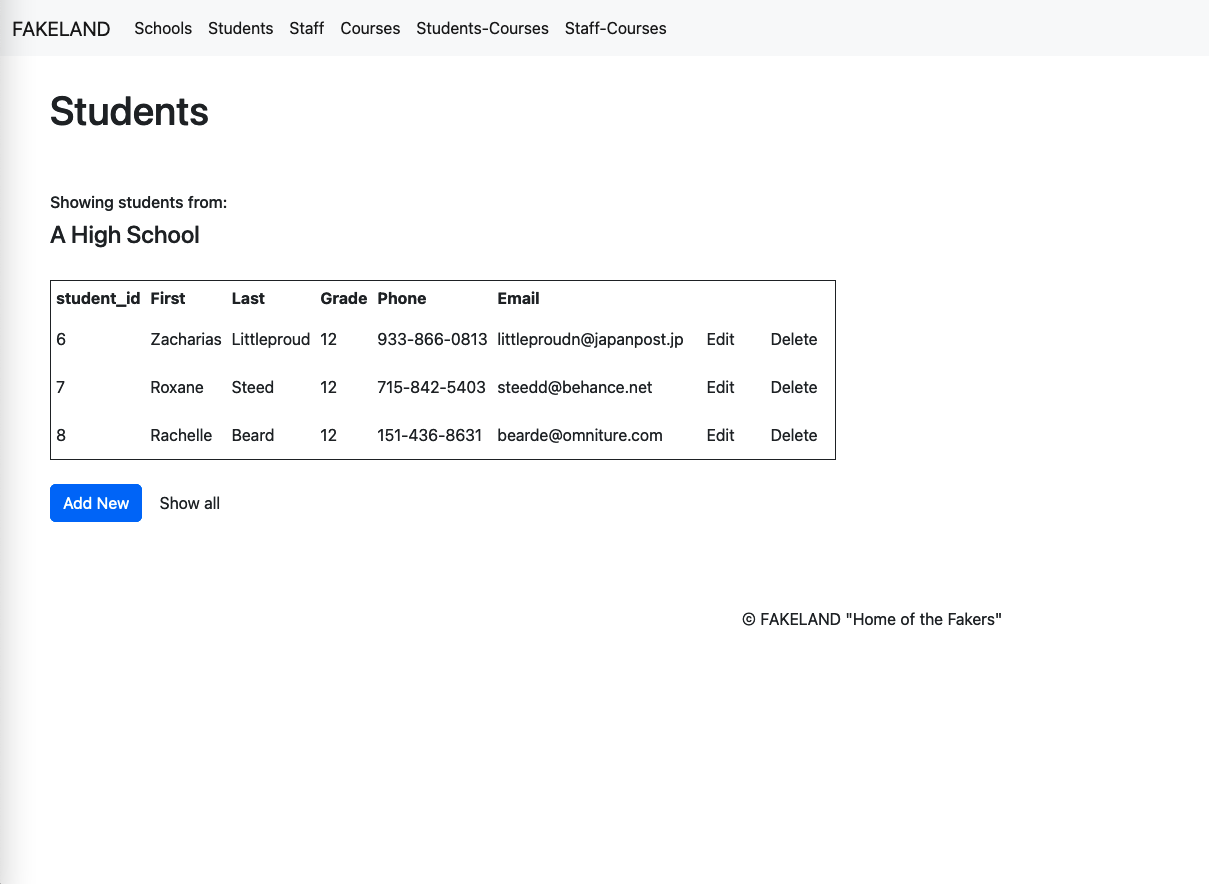 FAKELAND Schools Students Staff Courses Students-Courses Staff-Courses
Students
Showing students from:
A High School
student_id First Last Grade Phone Email
6 Zacharias Littleproud 12 933-866-0813 littleproudn@japanpost.jp Edit Delete
7 Roxane Steed 12 715-842-5403 steedd@behance.net Edit Delete
8 Rachelle Beard 12 151-436-8631 bearde@omniture.com Edit Delete
Add New Show all
© FAKELAND "Home of the Fakers"